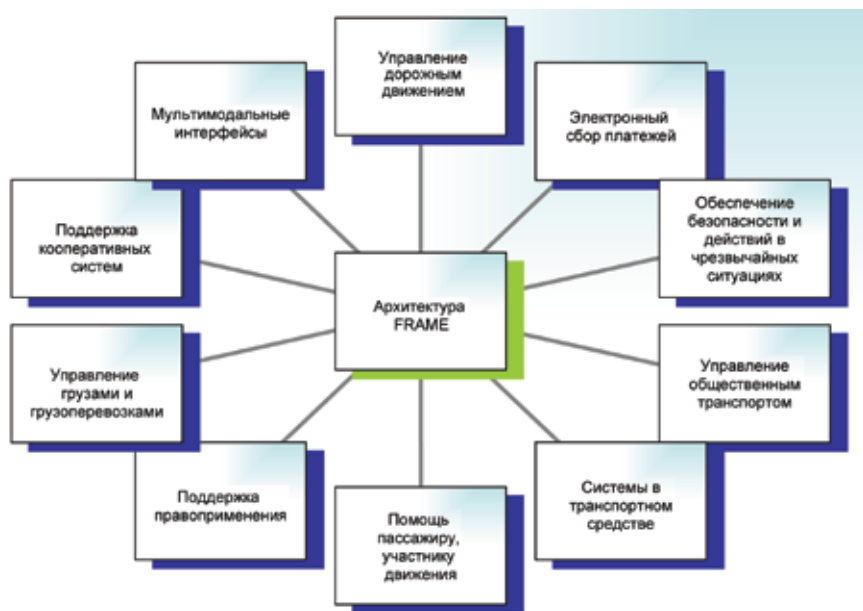 Управление
дорожным
движением
Мультимодальные
интерфейсы
Электронный
сбор платежей
Поддержка
кооперативных
систем
Обеспечение
безопасности и
действий в
чрезвычайных
ситуациях
Архитектура
FRAME
Управление
грузами и
грузоперевозками
Управление
общественным
транспортом
Поддержка
правоприменения
Помощь
пассажиру,
участнику
движения
Системы в
транспортном
средстве